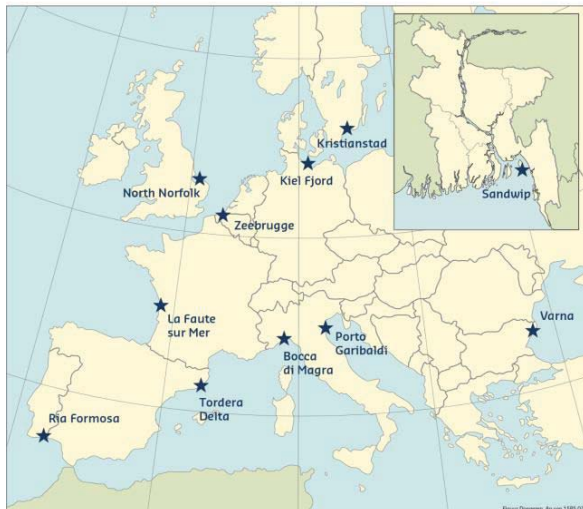 Kristianstad
Kiel Fjord
North Norfolk
Zeebrugge
Sandwip
La Faute
sur Mer
Varna
Porto
Garibaldi
Bocca
di Magra
Tordera
Delta
Ria Formosa